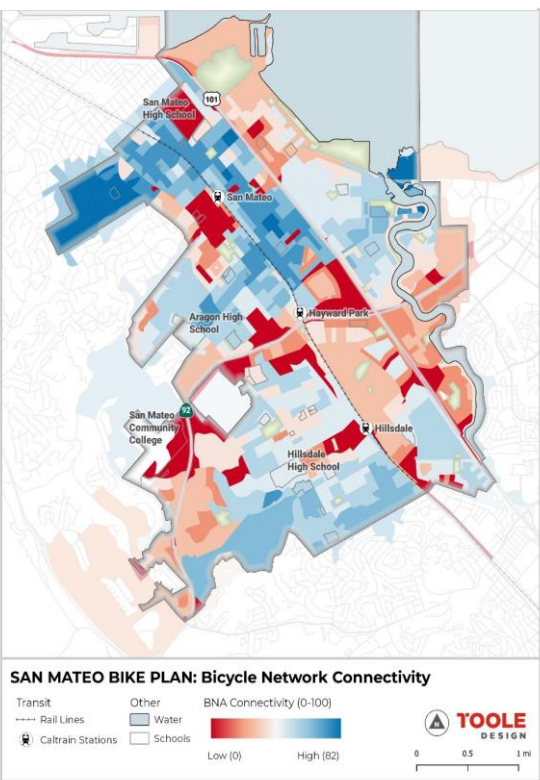 San Mateo
High School
101
San Mateo
Hayward Park
Aragon High
School
92
San Mateo
Community
College
Hillsdale
Hillsdale
High School
SAN MATEO BIKE PLAN: Bicycle Network Connectivity
Transit
Rail Lines
Caltrain Stations
Other
Water
Schools
BNA Connectivity (0-100)
Low (0)
High (82)
N
TOOLE
DESIGN
0
0.5
1 mi